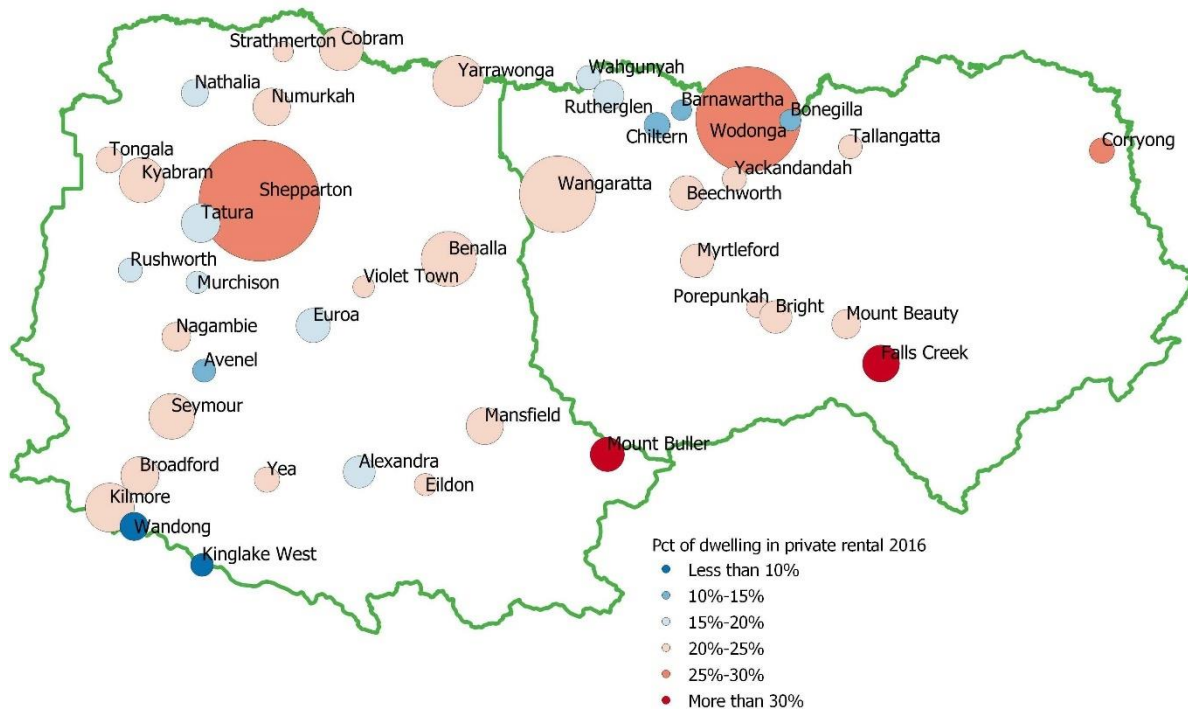 Strathmerton
Cobram
Nathalia
Numurkah
Yarrawonga
Wahgunyah
Rutherglen
Barnawartha
Bonegilla
Chiltern
Wodonga
Tallangatta
Corryong
Tongala
Kyabram
Shepparton
Wangaratta
Yackandandah
Beechworth
Tatura
Rushworth
Murchison
Benalla
Violet Town
Myrtleford
Euroa
Porepunkah
Bright
Mount Beauty
Nagambie
Avenel
Falls Creek
Seymour
Mansfield
Mount Buller
Broadford
Yea
Alexandra
Eildon
Kilmore
Wandong
Kinglake West
Pct of dwelling in private rental 2016
Less than 10%
10%-15%
15%-20%
20%-25%
25%-30%
More than 30%